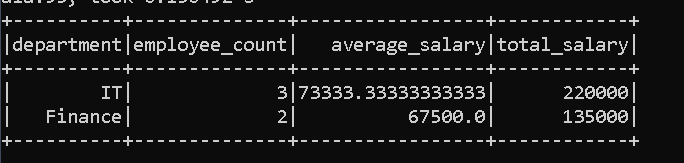 +----------+--------------+-----------------+------------+
|department|employee_count|   average_salary|total_salary|
+----------+--------------+-----------------+------------+
|        IT|             3|73333.33333333333|      220000|
|   Finance|             2|          67500.0|      135000|
+----------+--------------+-----------------+------------+